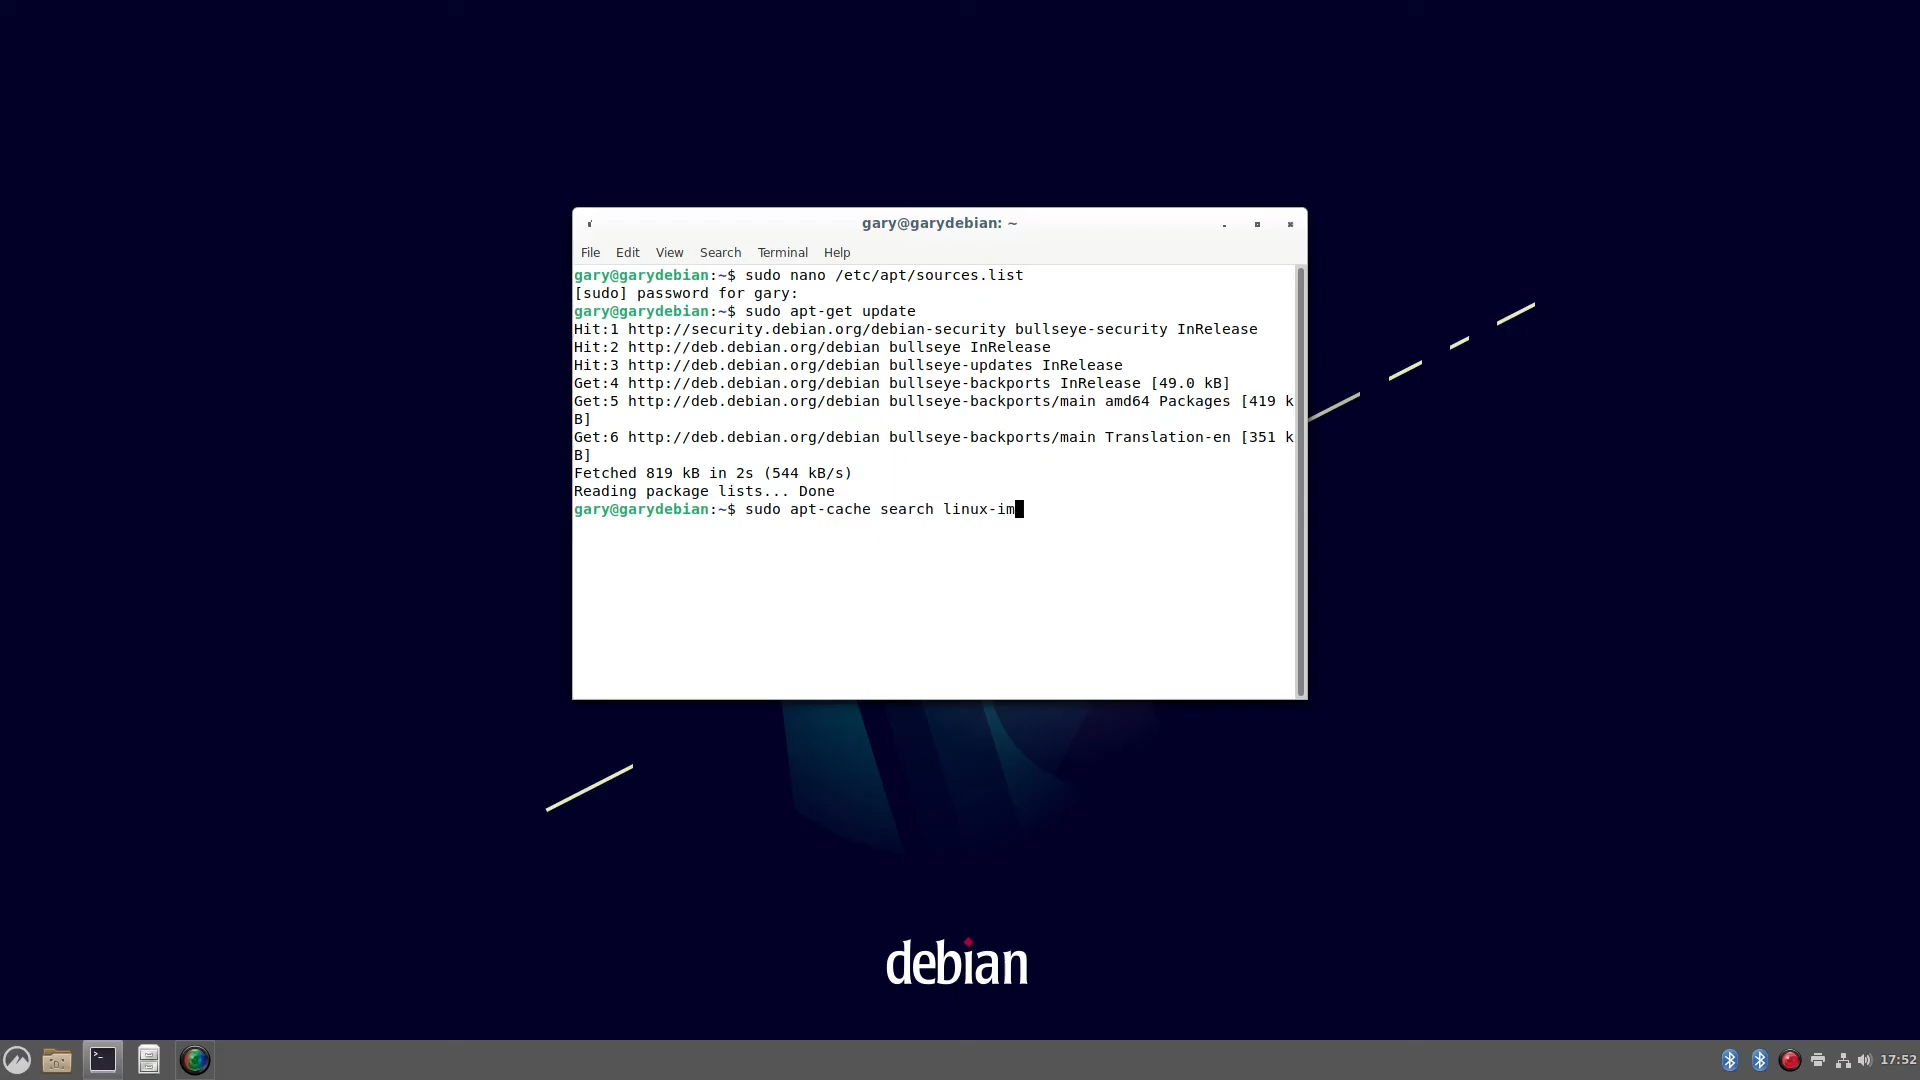 gary@garydebian: ~
File Edit View Search Terminal Help
gary@garydebian:~$ sudo nano /etc/apt/sources.list
[sudo] password for gary:
gary@garydebian:~$ sudo apt-get update
Hit:1 http://security.debian.org/debian-security bullseye-security InRelease
Hit:2 http://deb.debian.org/debian bullseye InRelease
Hit:3 http://deb.debian.org/debian bullseye-updates InRelease
Get:4 http://deb.debian.org/debian bullseye-backports InRelease [49.0 kB]
Get:5 http://deb.debian.org/debian bullseye-backports/main amd64 Packages [419 k
B]
Get:6 http://deb.debian.org/debian bullseye-backports/main Translation-en [351 k
B]
Fetched 819 kB in 2s (544 kB/s)
Reading package lists... Done
gary@garydebian:~$ sudo apt-cache search linux-im
debian
17:52